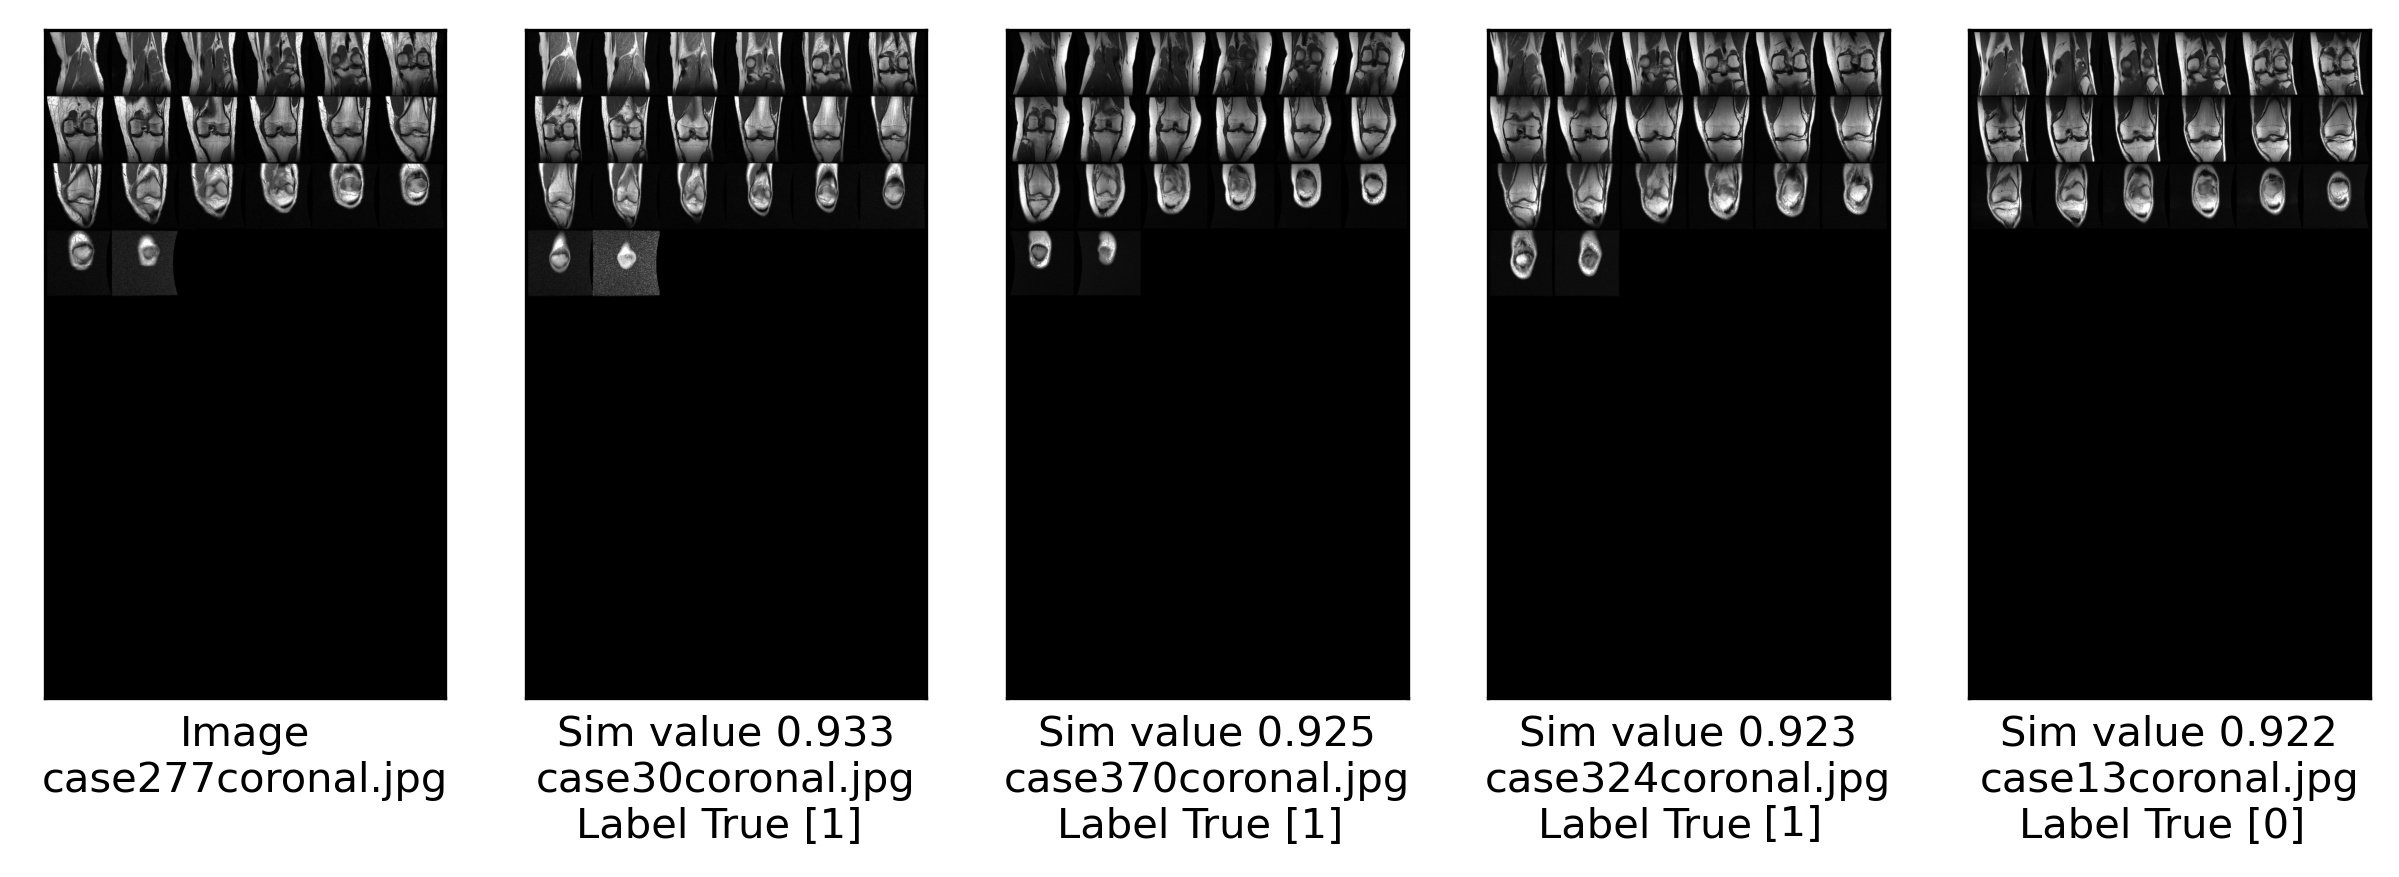 Image
case277coronal.jpg
Sim value 0.933
case30coronal.jpg
Label True [1]
Sim value 0.925
case370coronal.jpg
Label True [1]
Sim value 0.923
case324coronal.jpg
Label True [1]
Sim value 0.922
case13coronal.jpg
Label True [0]